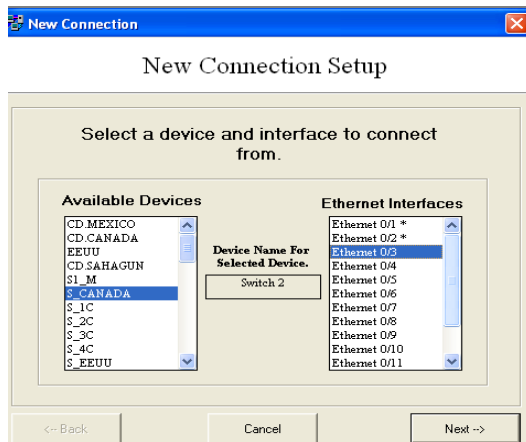 New Connection
New Connection Setup
Select a device and interface to connect
from.
Available Devices
CD.MEXICO
CD.CANADA
EEUU
CD.SAHAGUN
S1_M
S_CANADA
S_1C
S_2C
S_3C
S_4C
S_EEUU
Device Name For
Selected Device.
Switch 2
Ethernet Interfaces
Ethernet 0/1 *
Ethernet 0/2 *
Ethernet 0/3
Ethernet 0/4
Ethernet 0/5
Ethernet 0/6
Ethernet 0/7
Ethernet 0/8
Ethernet 0/9
Ethernet 0/10
Ethernet 0/11
<-- Back
Cancel
Next -->